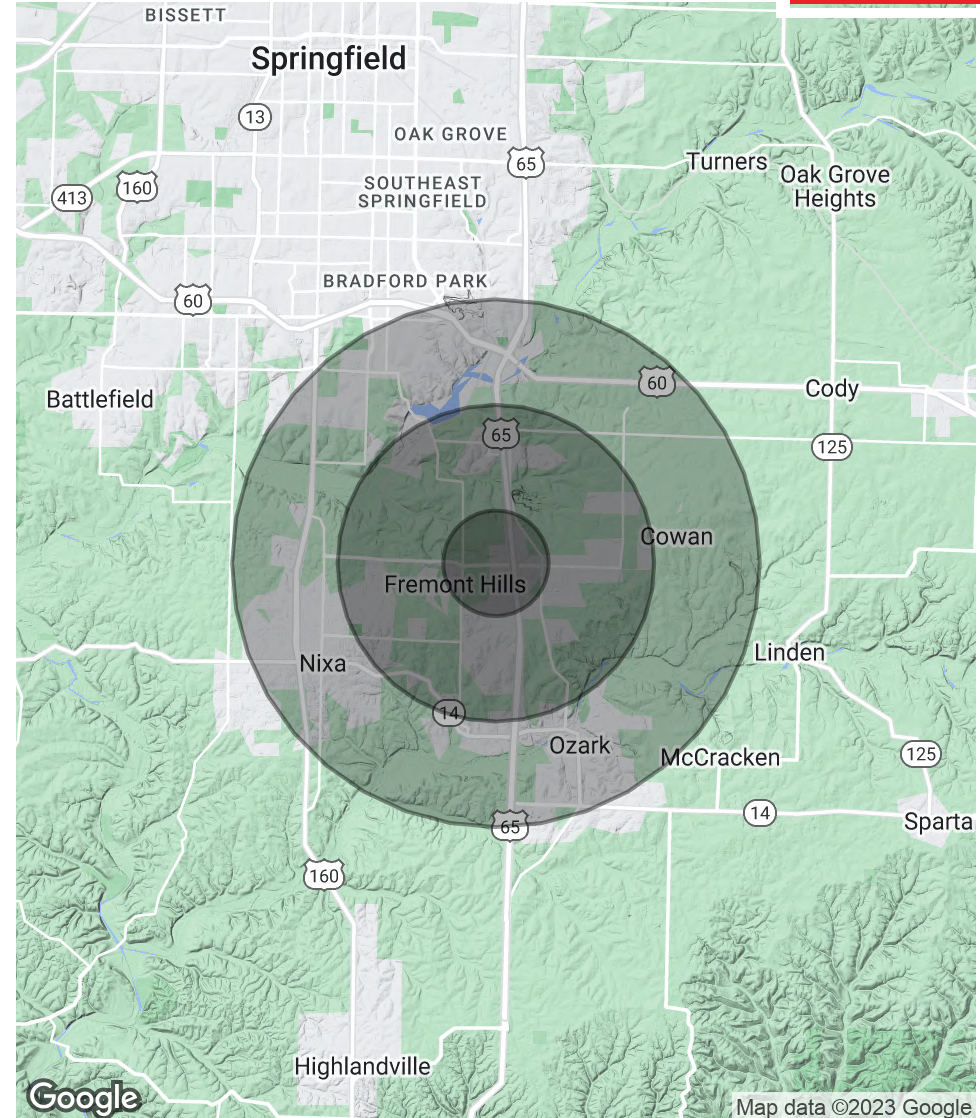 BISSETT
Springfield
13
OAK GROVE
65
Turners
Oak Grove
Heights
413
160
SOUTHEAST
SPRINGFIELD
BRADFORD PARK
60
60
Battlefield
Cody
65
125
Cowan
Fremont Hills
Linden
Nixa
14
Ozark
McCracken
125
14
Sparta
65
160
Highlandville
Google
Map data ©2023 Google